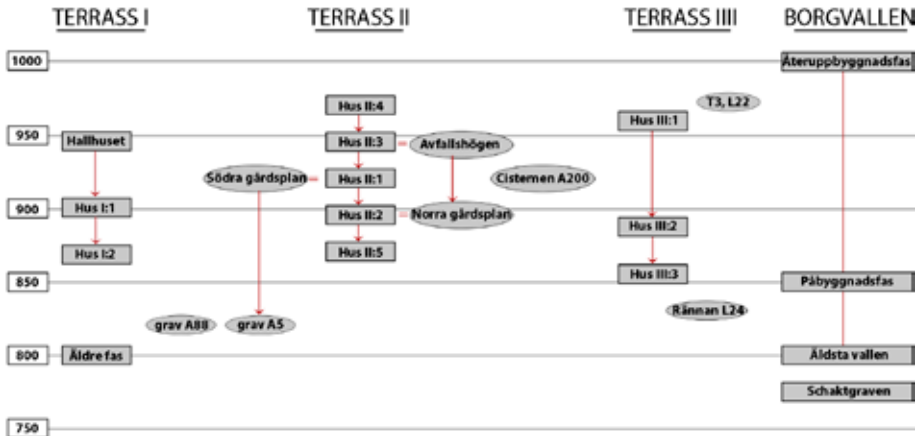 TERRASS I
TERRASS II
TERRASS IIII
BORGVALLEN
1000
Återuppbyggnadsfas
T3, L22
Hus II:4
Hus III:1
950
Hallhuset
Hus II:3
Avfallshögen
Södra gårdsplan
Hus II:1
Cisternen A200
900
Hus I:1
Hus II:2
Norra gårdsplan
Hus III:2
Hus I:2
Hus II:5
850
Hus III:3
Påbyggnadsfas
Rännan L24
grav A88
grav A5
800
Äldre fas
Äldsta vallen
Schaktgraven
750